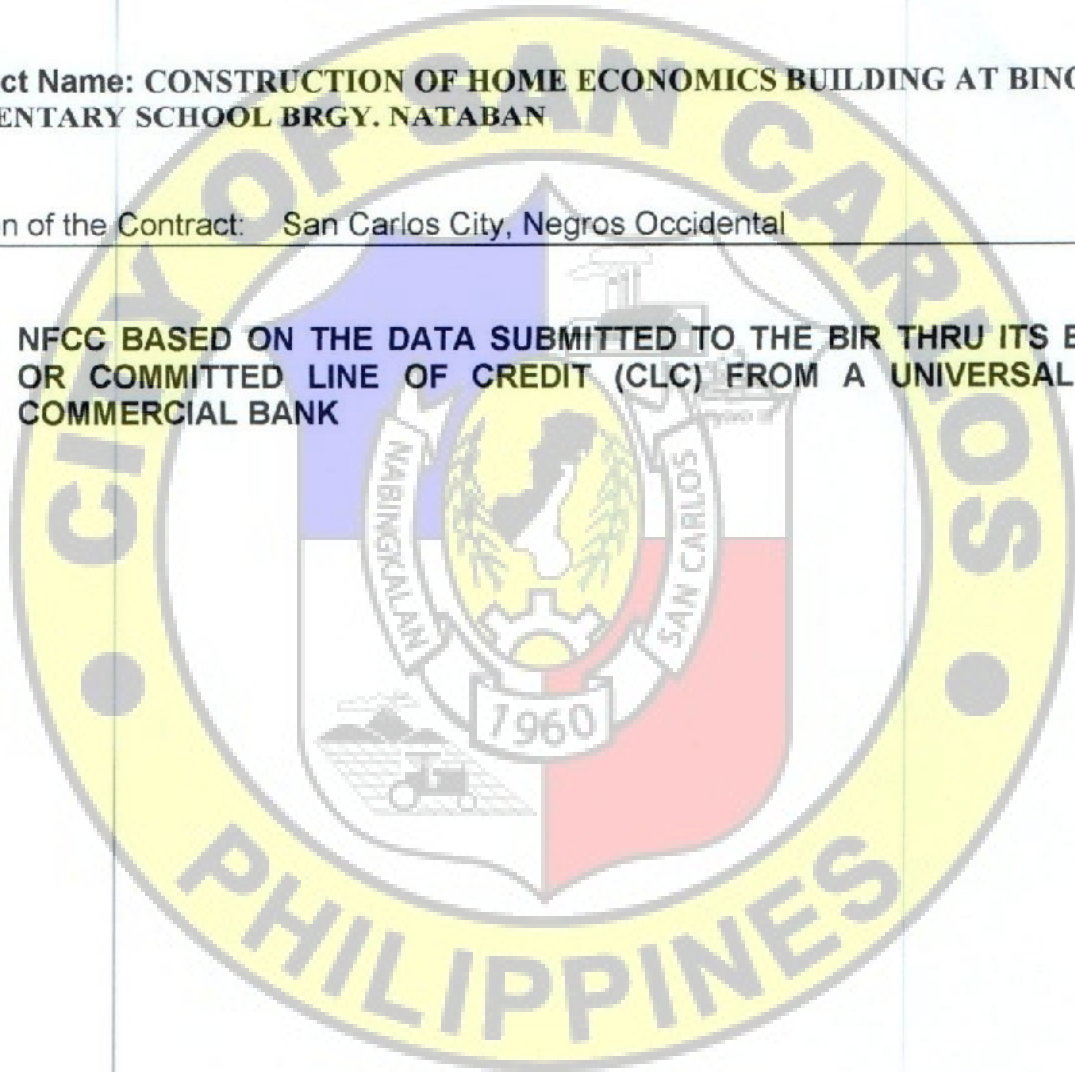 ct Name: CONSTRUCTION OF HOME ECONOMICS BUILDING AT BINO
ENTARY SCHOOL BRGY. NATABAN
n of the Contract: San Carlos City, Negros Occidental
NFCC BASED ON THE DATA SUBMITTED TO THE BIR THRU ITS E
OR COMMITTED LINE OF CREDIT (CLC) FROM A UNIVERSAL
COMMERCIAL BANK
CITY OF SAN CARLOS
NABINGKALAN
SAN CARLOS
1960
PHILIPPINES